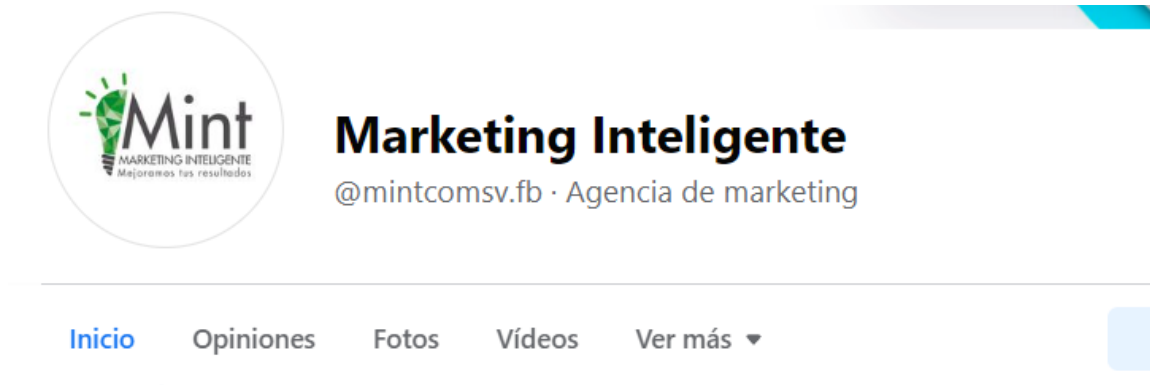 Mint
MARKETING INTELIGENTE
Mejoramos tus resultados
Marketing Inteligente
@mintcomsv.fb · Agencia de marketing
Inicio Opiniones Fotos Vídeos Ver más